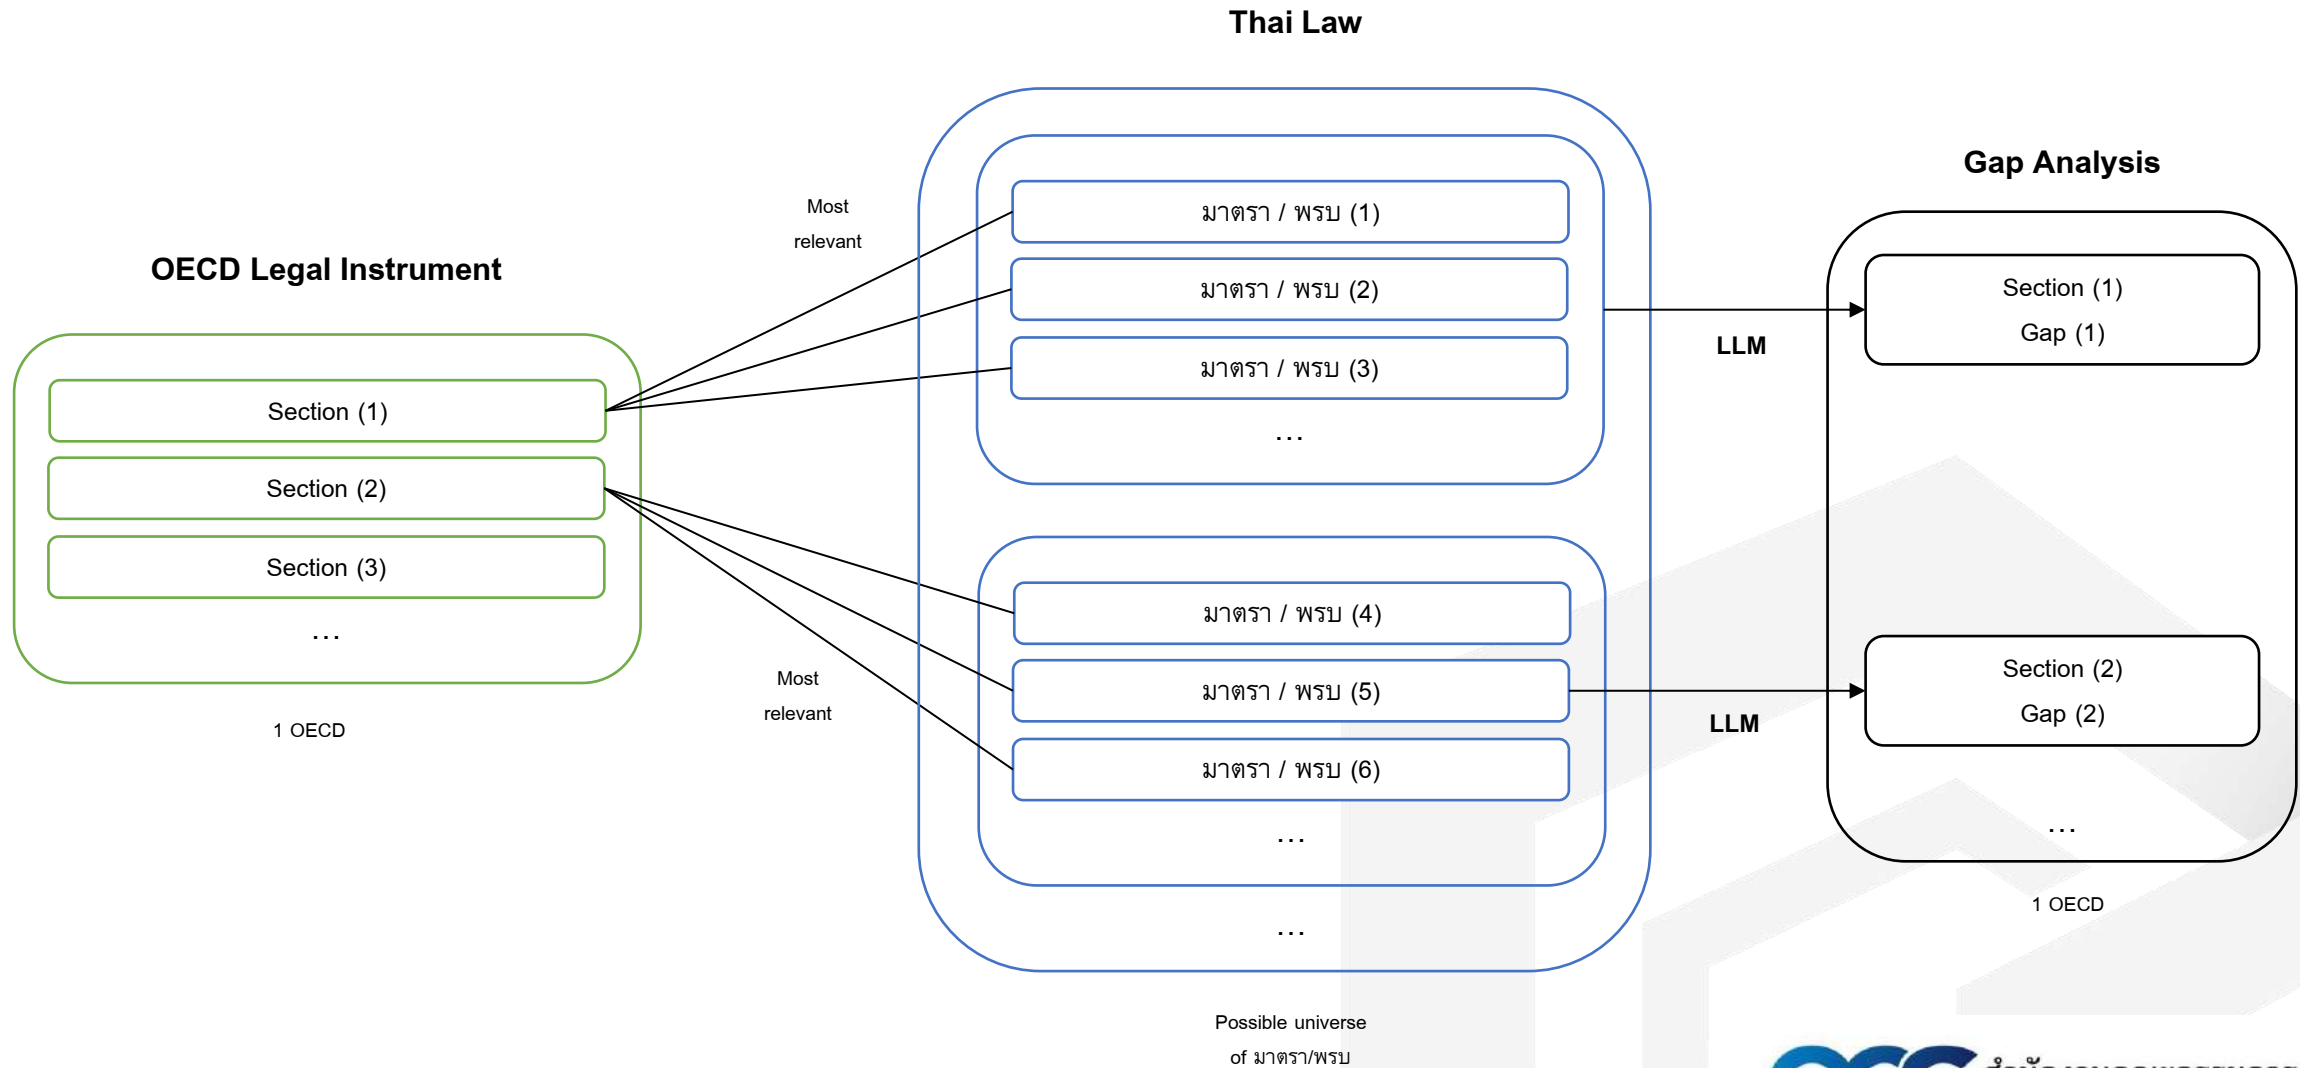 Thai Law
OECD Legal Instrument
Section (1)
Section (2)
Section (3)
...
1 OECD
Most
relevant
Most
relevant
มาตรา / พรบ (1)
มาตรา / พรบ (2)
มาตรา / พรบ (3)
...
มาตรา / พรบ (4)
มาตรา / พรบ (5)
มาตรา / พรบ (6)
...
...
Possible universe
of มาตรา/พรบ
LLM
LLM
Gap Analysis
Section (1)
Gap (1)
Section (2)
Gap (2)
...
1 OECD